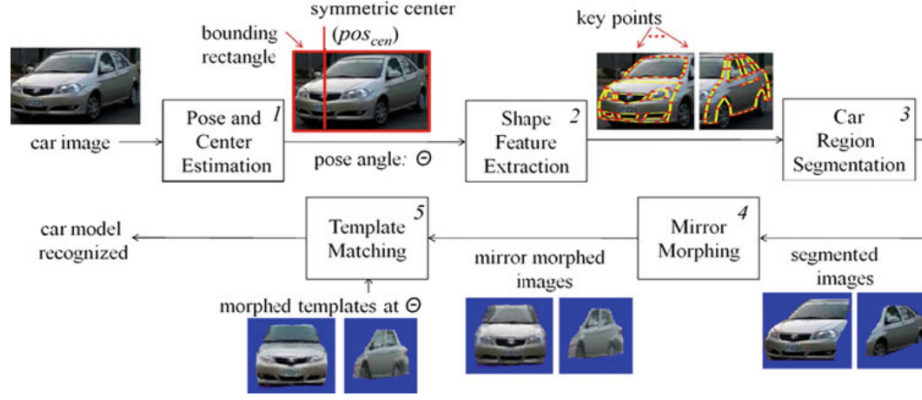 symmetric center
(pos_cen)
bounding
rectangle
key points
car image
1
Pose and
Center
Estimation
pose angle: Θ
2
Shape
Feature
Extraction
3
Car
Region
Segmentation
car model
recognized
5
Template
Matching
4
Mirror
Morphing
mirror morphed
images
segmented
images
morphed templates at Θ